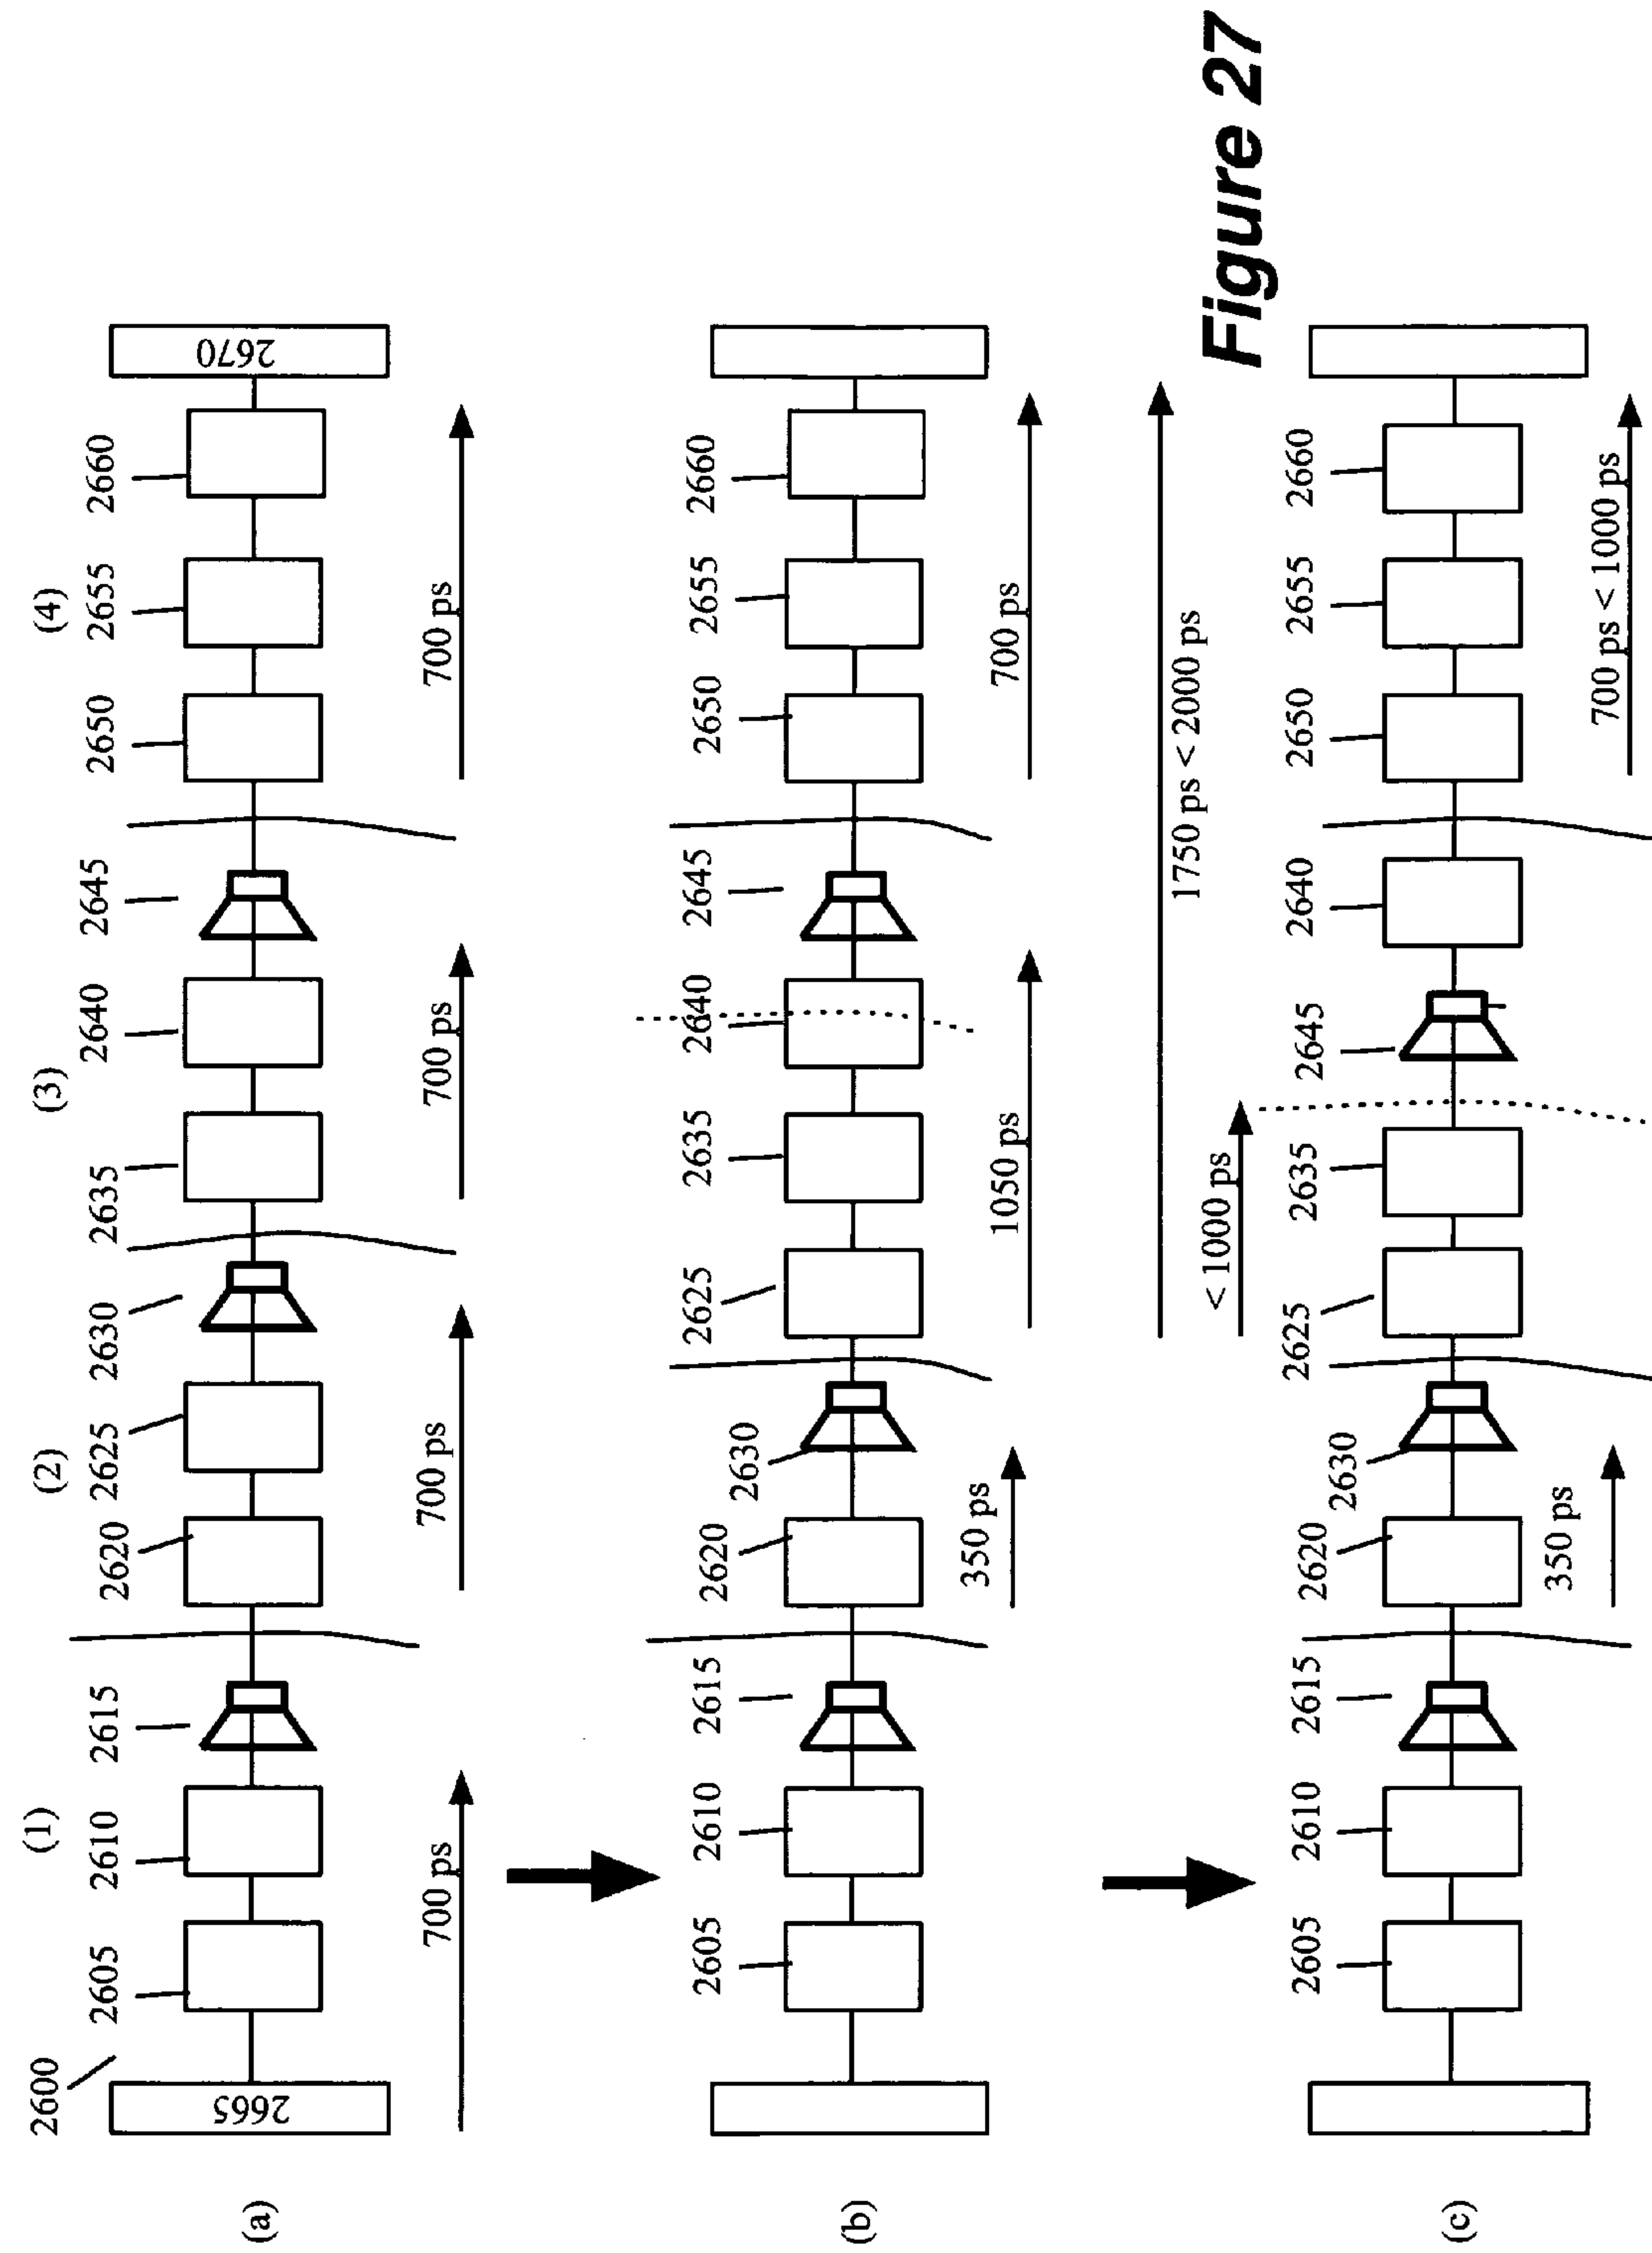 (1) (2) (3) (4)
2600 2605 2610 2615 2620 2625 2630 2635 2640 2645 2650 2655 2660
(a) 2665 2670
700 ps 700 ps 700 ps 700 ps
2605 2610 2615 2620 2630 2625 2635 2640 2645 2650 2655 2660
(b)
350 ps 1050 ps 700 ps
1750 ps < 2000 ps
Figure 27
< 1000 ps
2605 2610 2615 2620 2630 2625 2635 2645 2640 2650 2655 2660
(c)
350 ps 700 ps < 1000 ps